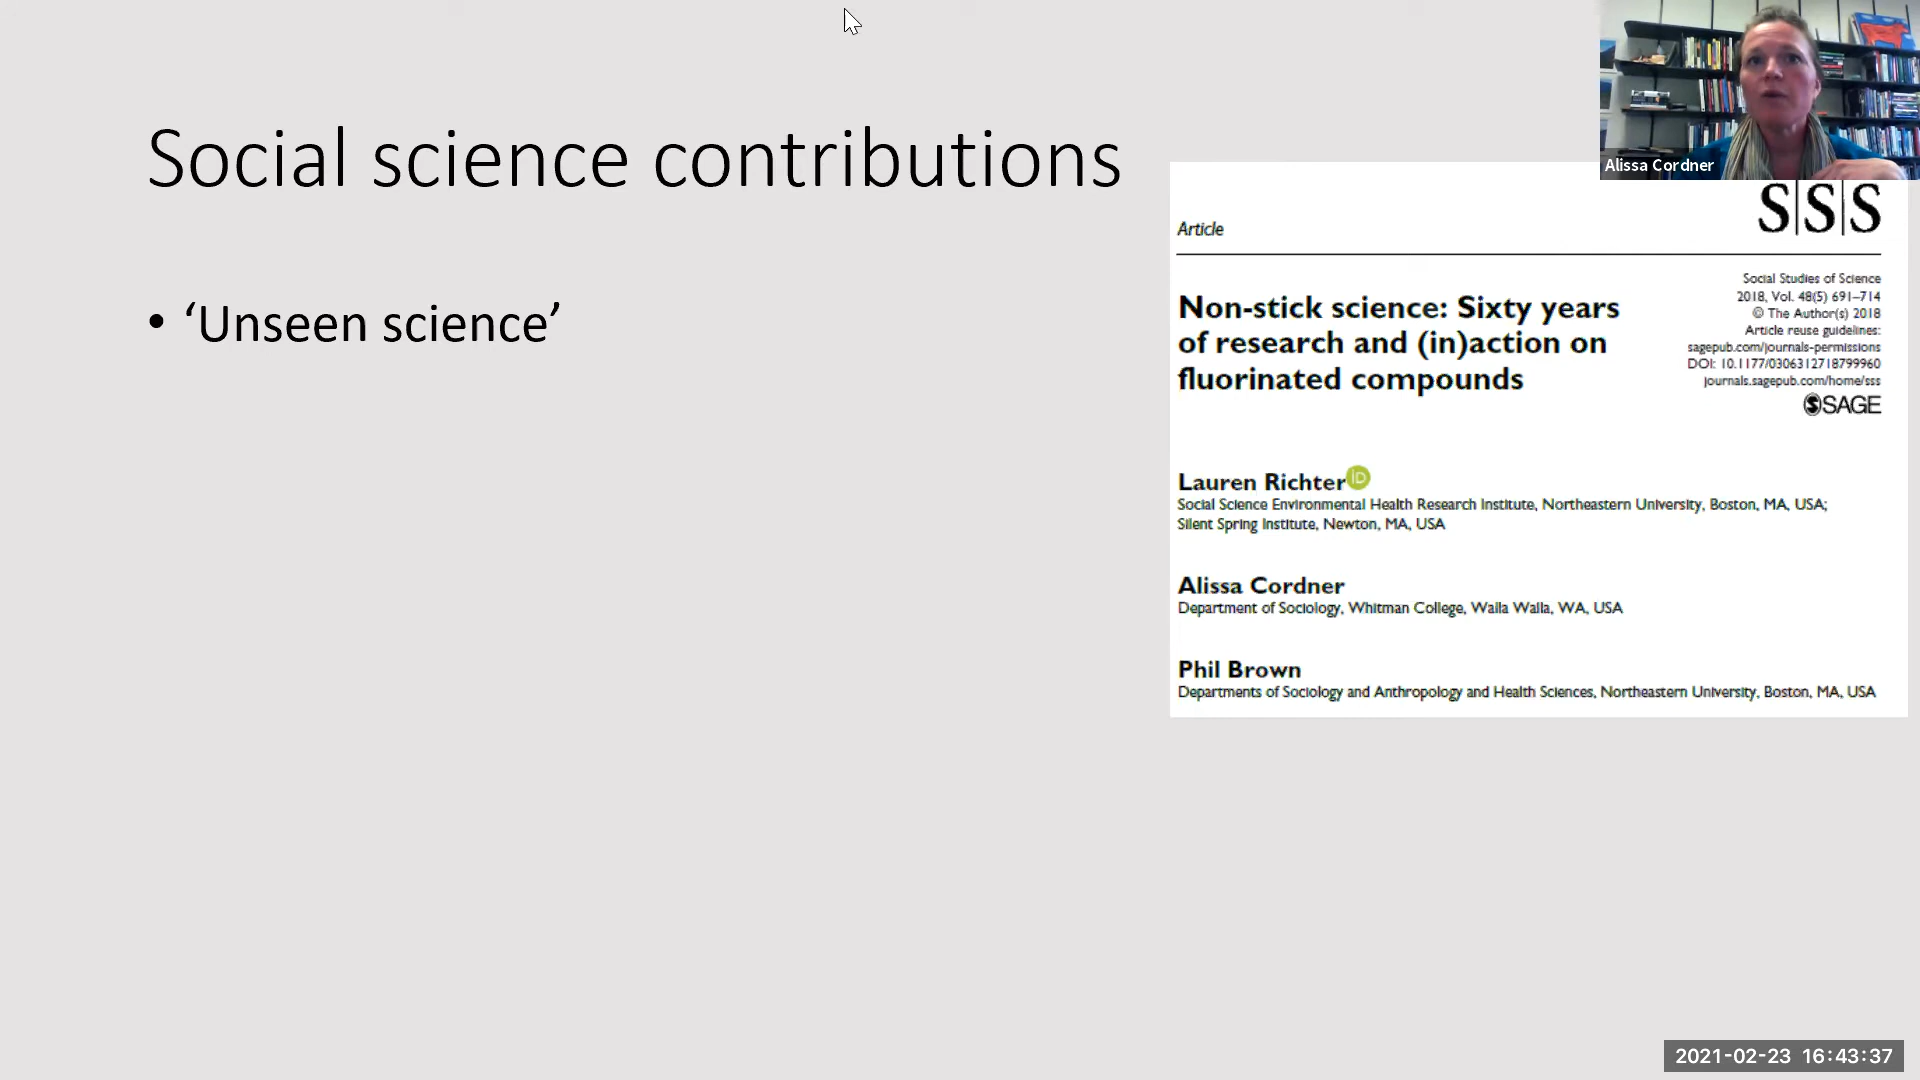 Social science contributions
• ‘Unseen science’
Alissa Cordner
S|S|S
Article
Social Studies of Science
2018, Vol. 48(5) 691–714
© The Author(s) 2018
Article reuse guidelines:
sagepub.com/journals-permissions
DOI: 10.1177/0306312718799960
journals.sagepub.com/home/sss
SAGE
Non-stick science: Sixty years
of research and (in)action on
fluorinated compounds
Lauren Richter iD
Social Science Environmental Health Research Institute, Northeastern University, Boston, MA, USA;
Silent Spring Institute, Newton, MA, USA
Alissa Cordner
Department of Sociology, Whitman College, Walla Walla, WA, USA
Phil Brown
Departments of Sociology and Anthropology and Health Sciences, Northeastern University, Boston, MA, USA
2021-02-23 16:43:37